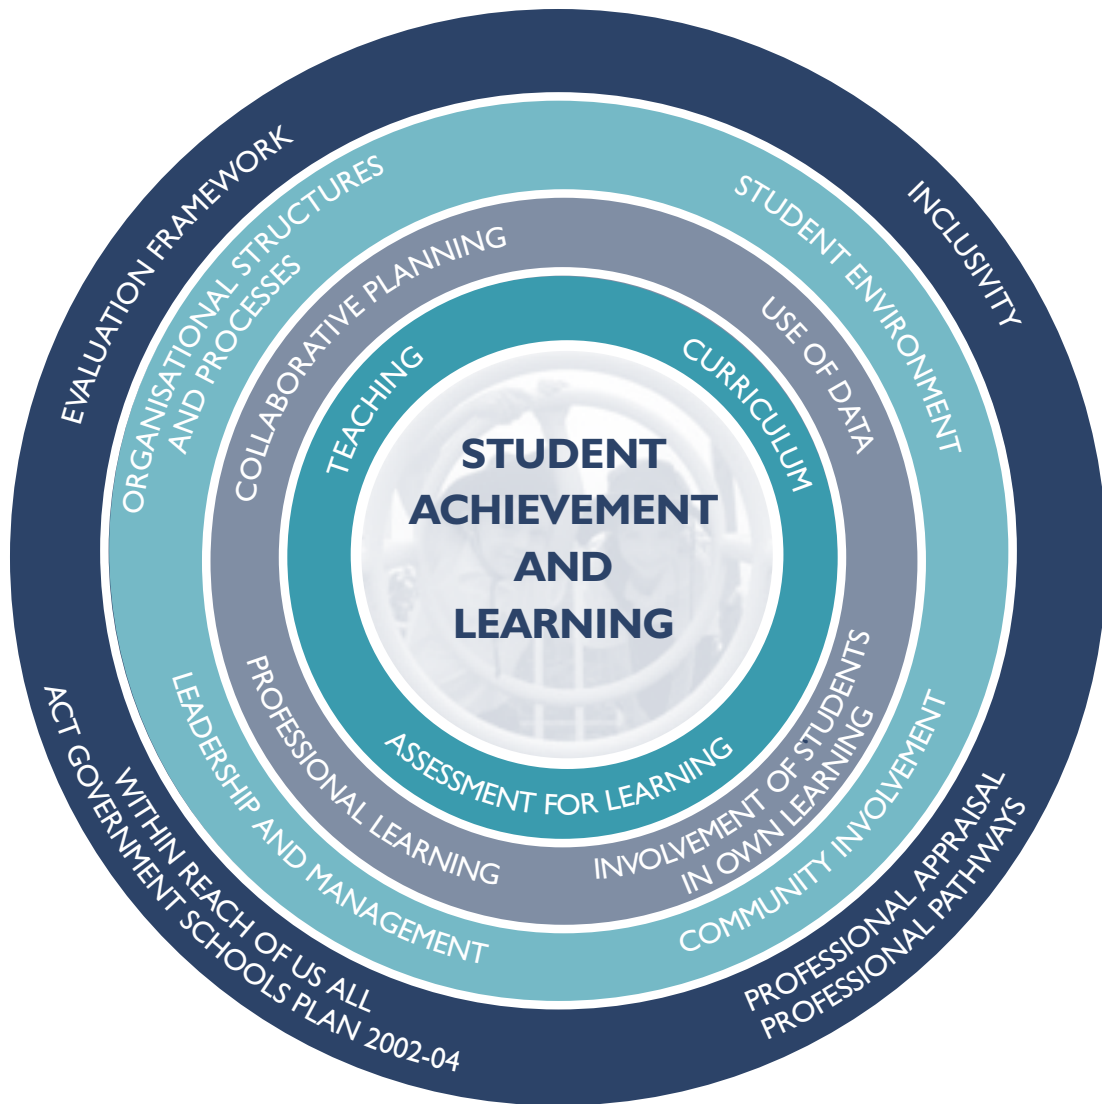 EVALUATION FRAMEWORK
INCLUSIVITY
ORGANISATIONAL STRUCTURES
AND PROCESSES
STUDENT ENVIRONMENT
COLLABORATIVE PLANNING
USE OF DATA
TEACHING
CURRICULUM
STUDENT
ACHIEVEMENT
AND
LEARNING
ASSESSMENT FOR LEARNING
PROFESSIONAL LEARNING
INVOLVEMENT OF STUDENTS
IN OWN LEARNING
LEADERSHIP AND MANAGEMENT
COMMUNITY INVOLVEMENT
WITHIN REACH OF US ALL
ACT GOVERNMENT SCHOOLS PLAN 2002-04
PROFESSIONAL APPRAISAL
PROFESSIONAL PATHWAYS